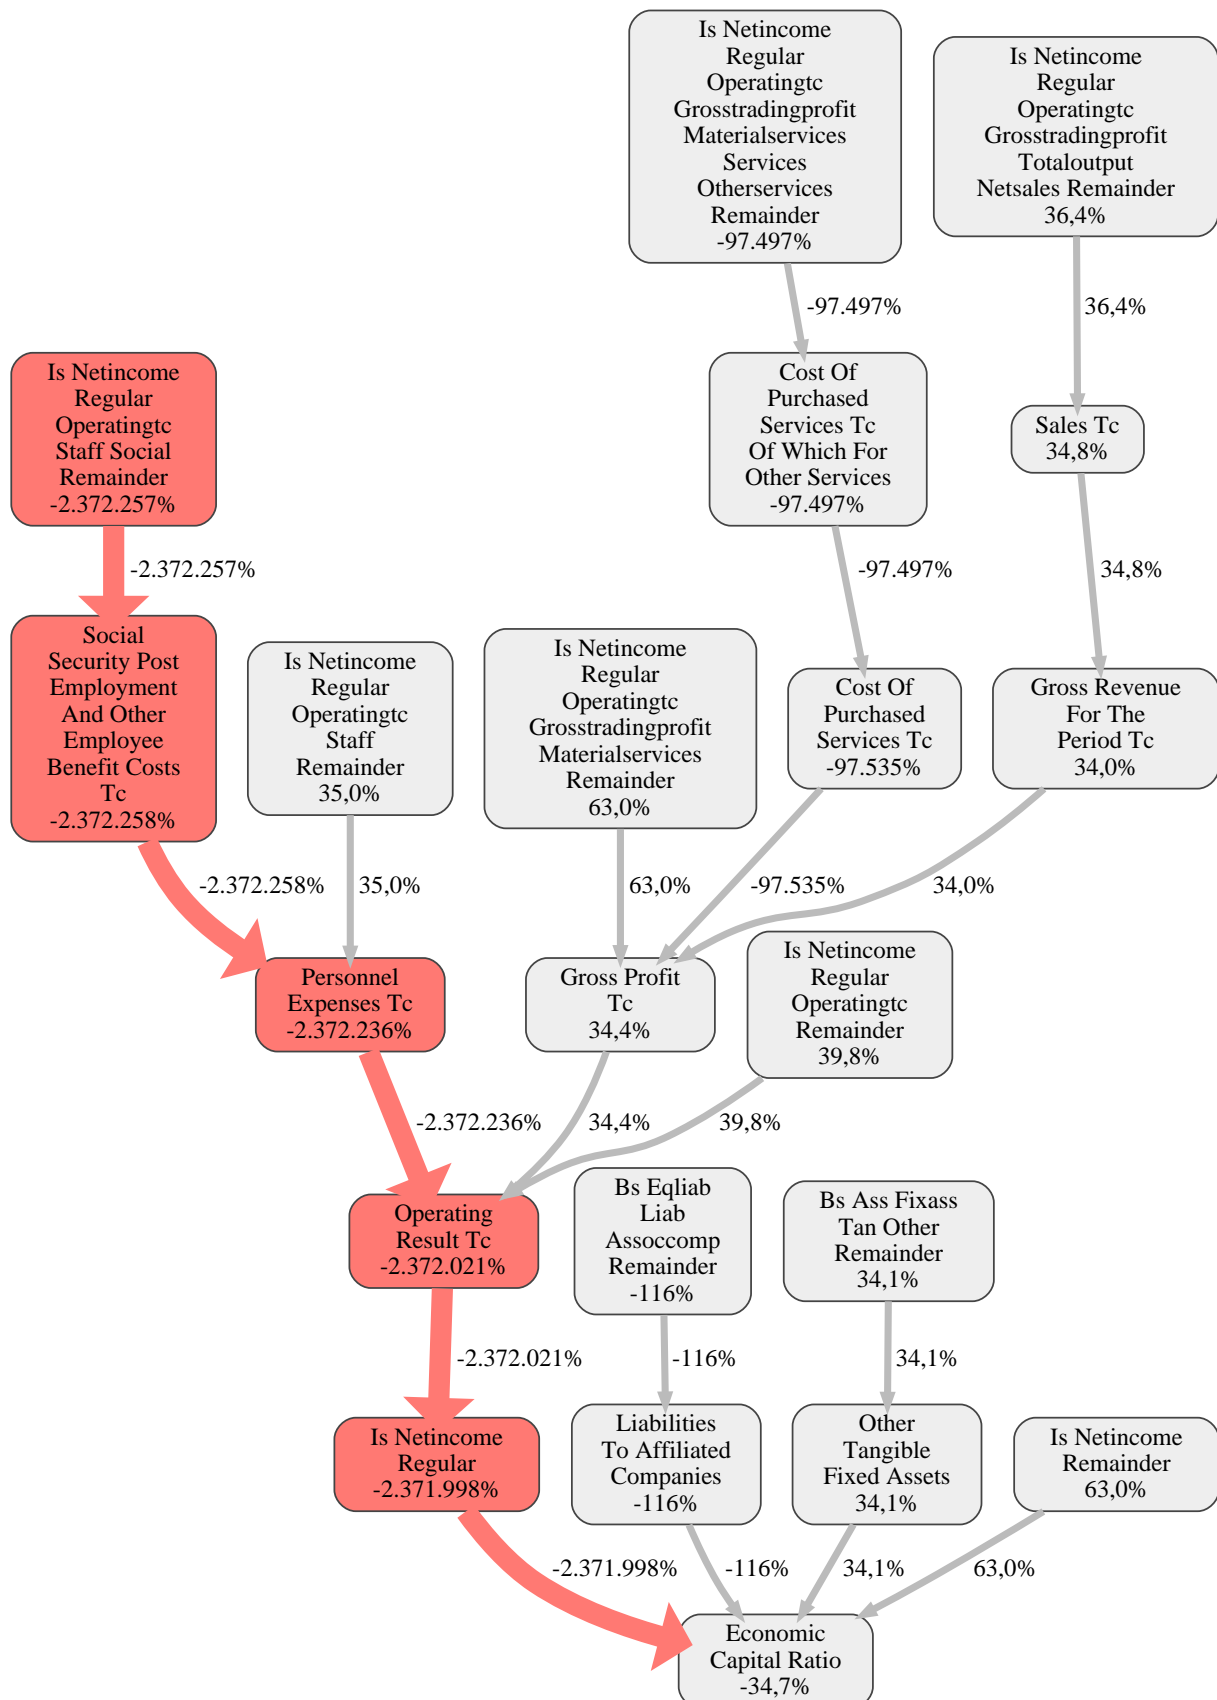 Is Netincome
Regular
Operatingtc
Grosstradingprofit
Materialservices
Services
Otherservices
Remainder
-97.497%
Is Netincome
Regular
Operatingtc
Grosstradingprofit
Totaloutput
Netsales Remainder
36,4%
-97.497%
36,4%
Is Netincome
Regular
Operatingtc
Staff Social
Remainder
-2.372.257%
Cost Of
Purchased
Services Tc
Of Which For
Other Services
-97.497%
Sales Tc
34,8%
-2.372.257%
-97.497%
34,8%
Social
Security Post
Employment
And Other
Employee
Benefit Costs
Tc
-2.372.258%
Is Netincome
Regular
Operatingtc
Staff
Remainder
35,0%
Is Netincome
Regular
Operatingtc
Grosstradingprofit
Materialservices
Remainder
63,0%
Cost Of
Purchased
Services Tc
-97.535%
Gross Revenue
For The
Period Tc
34,0%
-2.372.258%
35,0%
63,0%
-97.535%
34,0%
Personnel
Expenses Tc
-2.372.236%
Gross Profit
Tc
34,4%
Is Netincome
Regular
Operatingtc
Remainder
39,8%
-2.372.236%
34,4%
39,8%
Operating
Result Tc
-2.372.021%
Bs Eqliab
Liab
Assoccomp
Remainder
-116%
Bs Ass Fixass
Tan Other
Remainder
34,1%
-2.372.021%
-116%
34,1%
Is Netincome
Regular
-2.371.998%
Liabilities
To Affiliated
Companies
-116%
Other
Tangible
Fixed Assets
34,1%
Is Netincome
Remainder
63,0%
-2.371.998%
-116%
34,1%
63,0%
Economic
Capital Ratio
-34,7%